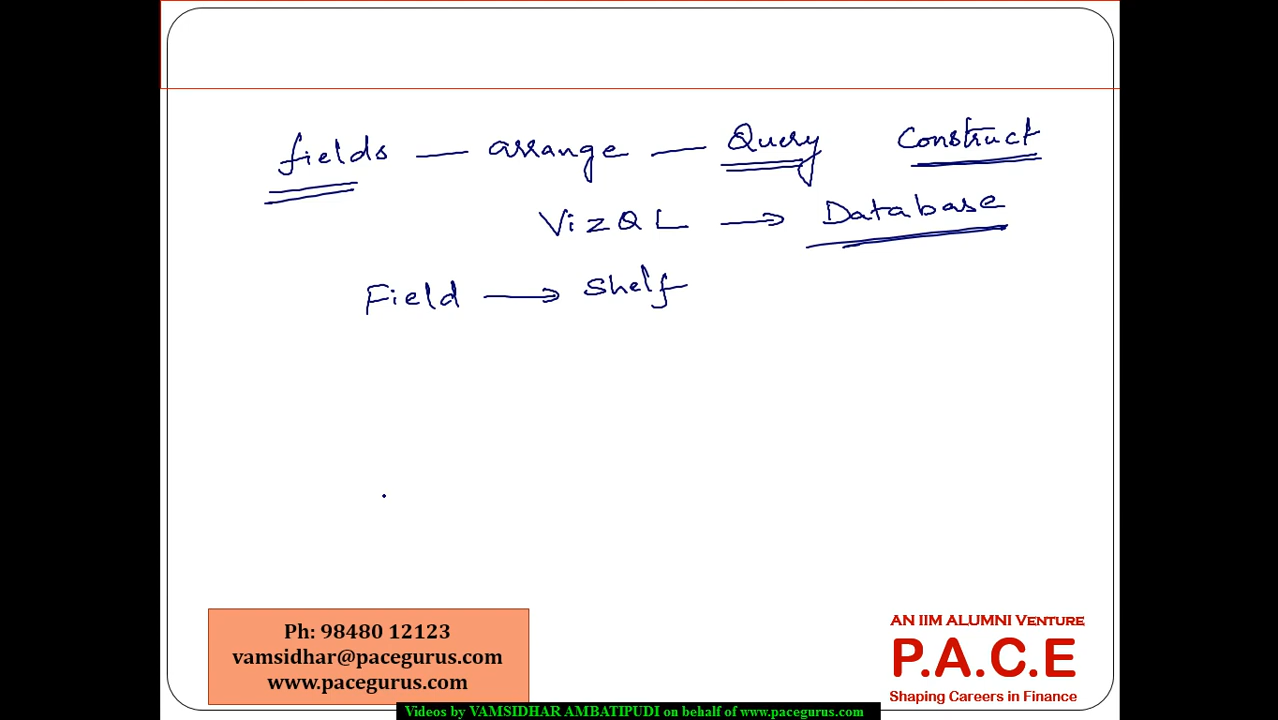 fields — arrange — Query Construct
VizQL → Database
Field → Shelf
Ph: 98480 12123
vamsidhar@pacegurus.com
www.pacegurus.com
AN IIM ALUMNI VENTURE
P.A.C.E
Shaping Careers in Finance
Videos by VAMSIDHAR AMBATIPUDI on behalf of www.pacegurus.com